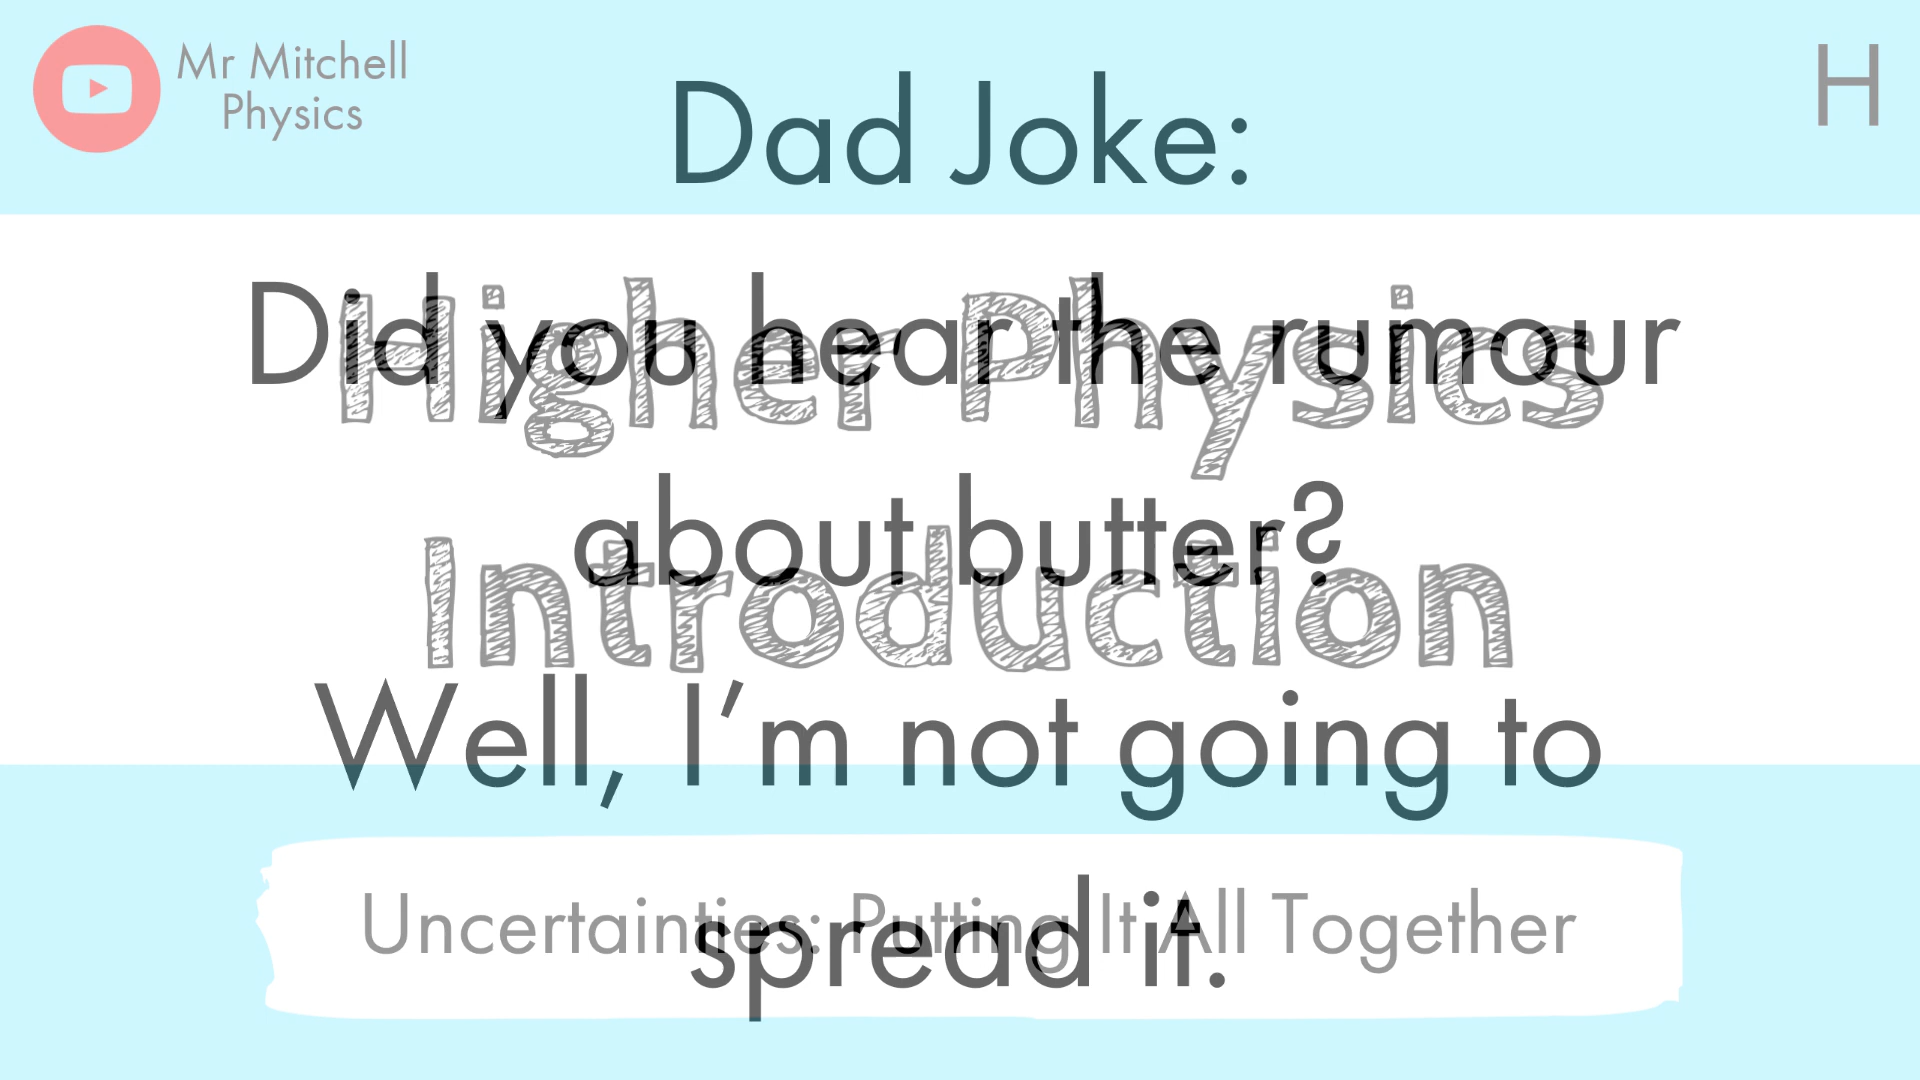 Mr Mitchell
Physics
H
Dad Joke:
Did you hear the rumour
about butter?
Well, I’m not going to
spread it.
Higher Physics
Introduction
Uncertainties: Putting It All Together